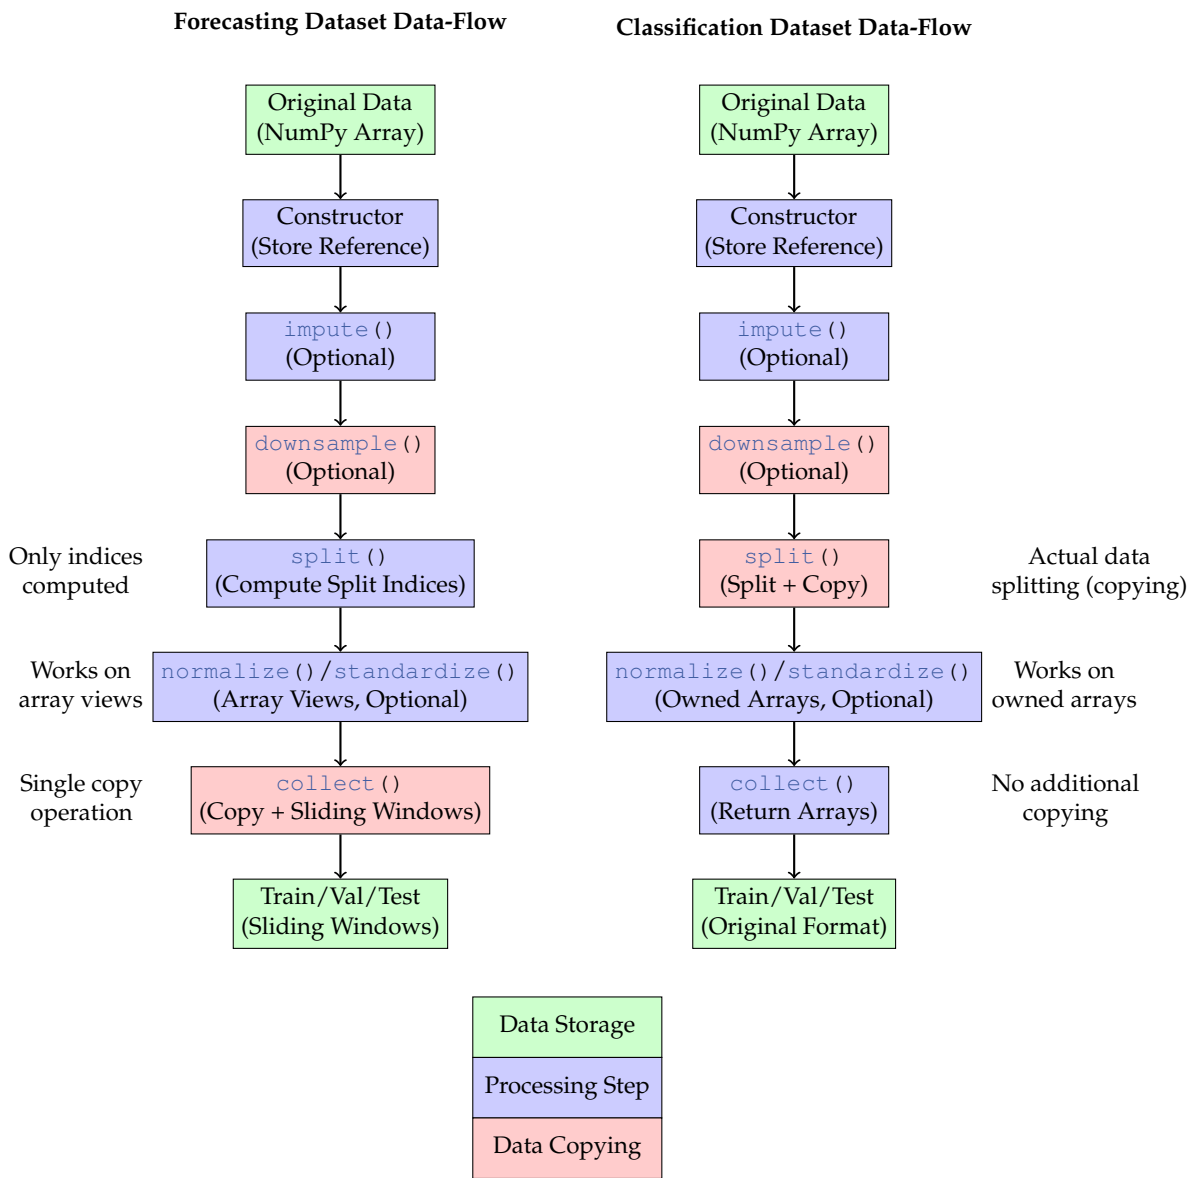 Forecasting Dataset Data-Flow
Original Data
(NumPy Array)
Constructor
(Store Reference)
impute()
(Optional)
downsample()
(Optional)
Only indices
computed
split()
(Compute Split Indices)
Works on
array views
normalize()/standardize()
(Array Views, Optional)
Single copy
operation
collect()
(Copy + Sliding Windows)
Train/Val/Test
(Sliding Windows)
Classification Dataset Data-Flow
Original Data
(NumPy Array)
Constructor
(Store Reference)
impute()
(Optional)
downsample()
(Optional)
split()
(Split + Copy)
Actual data
splitting (copying)
normalize()/standardize()
(Owned Arrays, Optional)
Works on
owned arrays
collect()
(Return Arrays)
No additional
copying
Train/Val/Test
(Original Format)
Data Storage
Processing Step
Data Copying